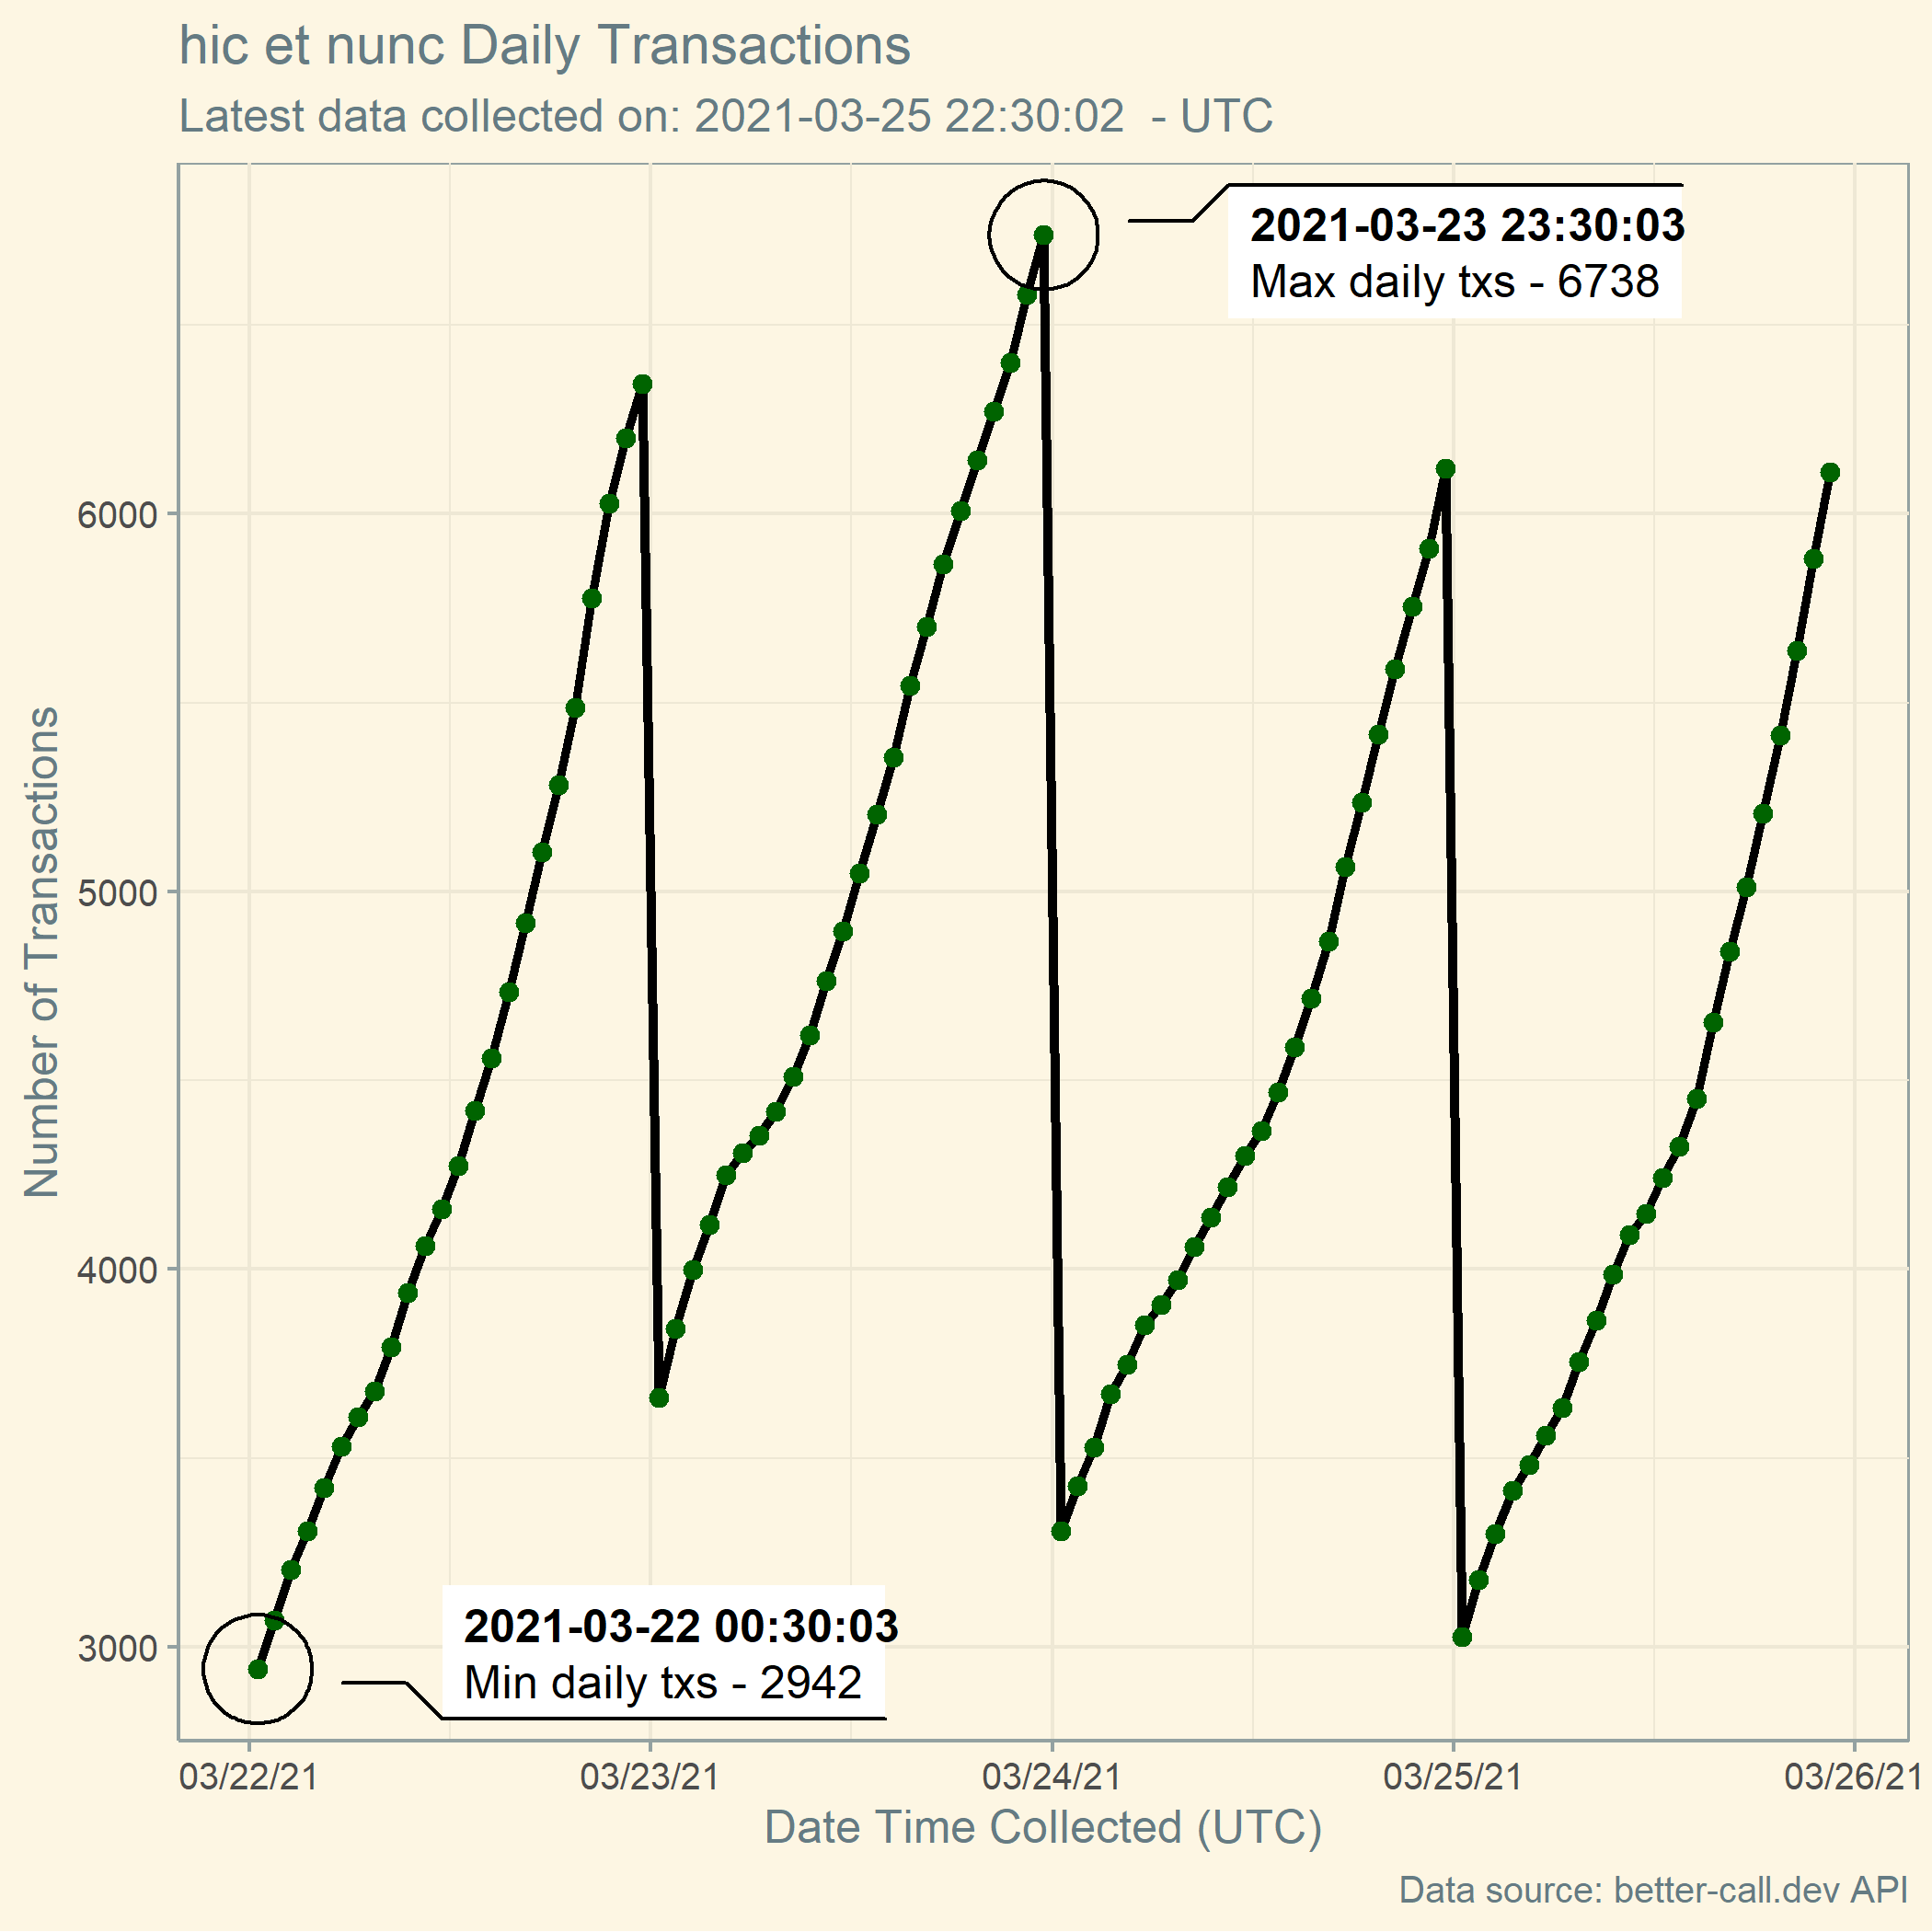 hic et nunc Daily Transactions
Latest data collected on: 2021-03-25 22:30:02  - UTC
2021-03-23 23:30:03
Max daily txs - 6738
6000
5000
4000
3000
Number of Transactions
2021-03-22 00:30:03
Min daily txs - 2942
03/22/21 03/23/21 03/24/21 03/25/21 03/26/21
Date Time Collected (UTC)
Data source: better-call.dev API